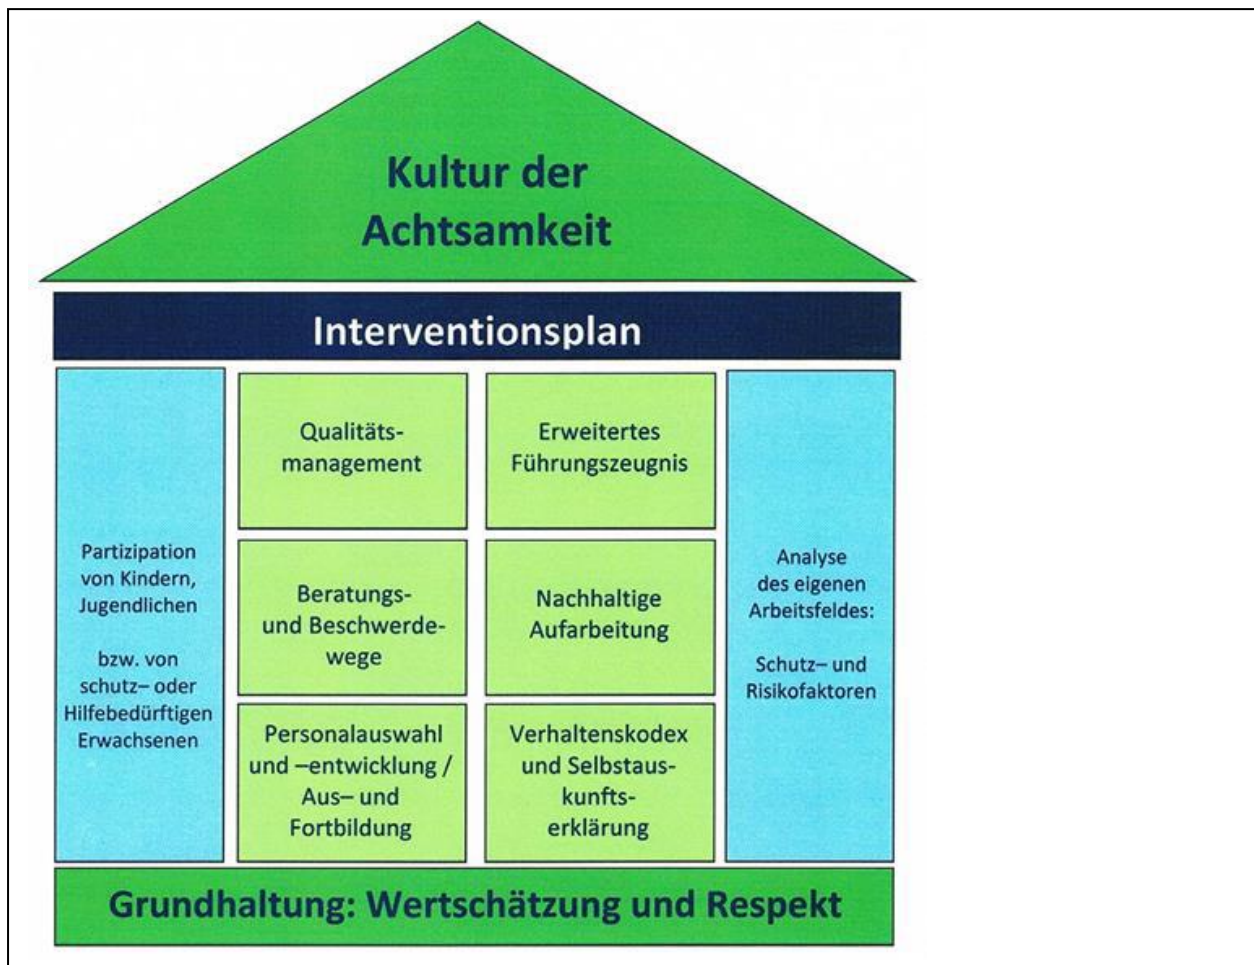 Kultur der
Achtsamkeit
Interventionsplan
Partizipation
von Kindern,
Jugendlichen
bzw. von
schutz– oder
Hilfebedürftigen
Erwachsenen
Qualitäts-
management
Erweitertes
Führungszeugnis
Beratungs-
und Beschwerde-
wege
Nachhaltige
Aufarbeitung
Personalauswahl
und –entwicklung /
Aus– und
Fortbildung
Verhaltenskodex
und Selbstaus-
kunfts-
erklärung
Analyse
des eigenen
Arbeitsfeldes:
Schutz– und
Risikofaktoren
Grundhaltung: Wertschätzung und Respekt